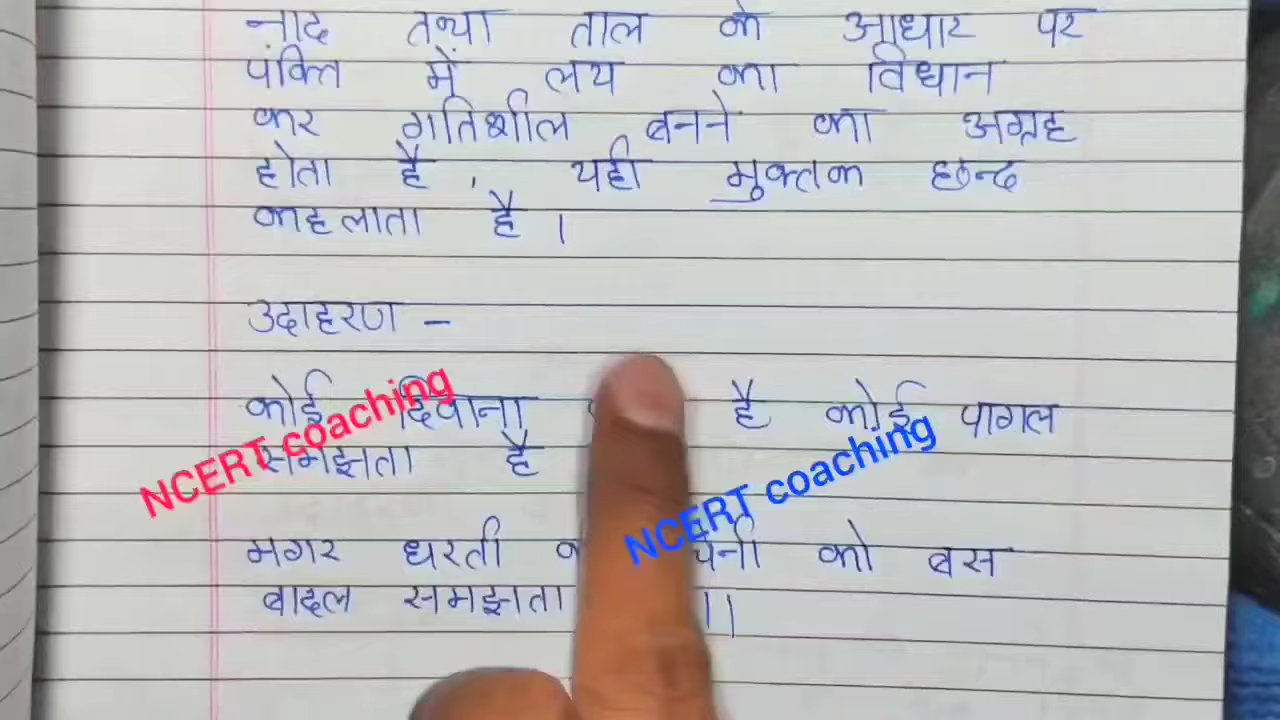 नाद तथा ताल के आधार पर
पंक्ति में लय का विधान
कर गतिशील बनने का अग्रह
होता है , यही मुक्तक छन्द
कहलाता है ।
उदाहरण –
कोई दिवाना है कोई पागल
समझता है
मगर धरती को बस
बादल समझता ।।
NCERT coaching
NCERT coaching